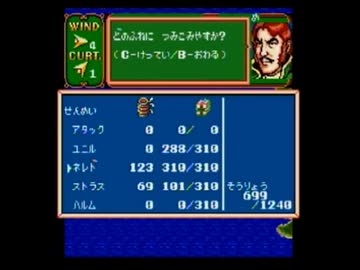 WIND
4
CURT.
1
どのふねに つみこみやすか?
(C-けってい/B-おわる)
せんめい
アタック 0 0/ 0
ユニル 0 288/310
ネレド 123 310/310
ストラス 69 101/310
ハルム 0 0/310
そうりょう
699
/1240